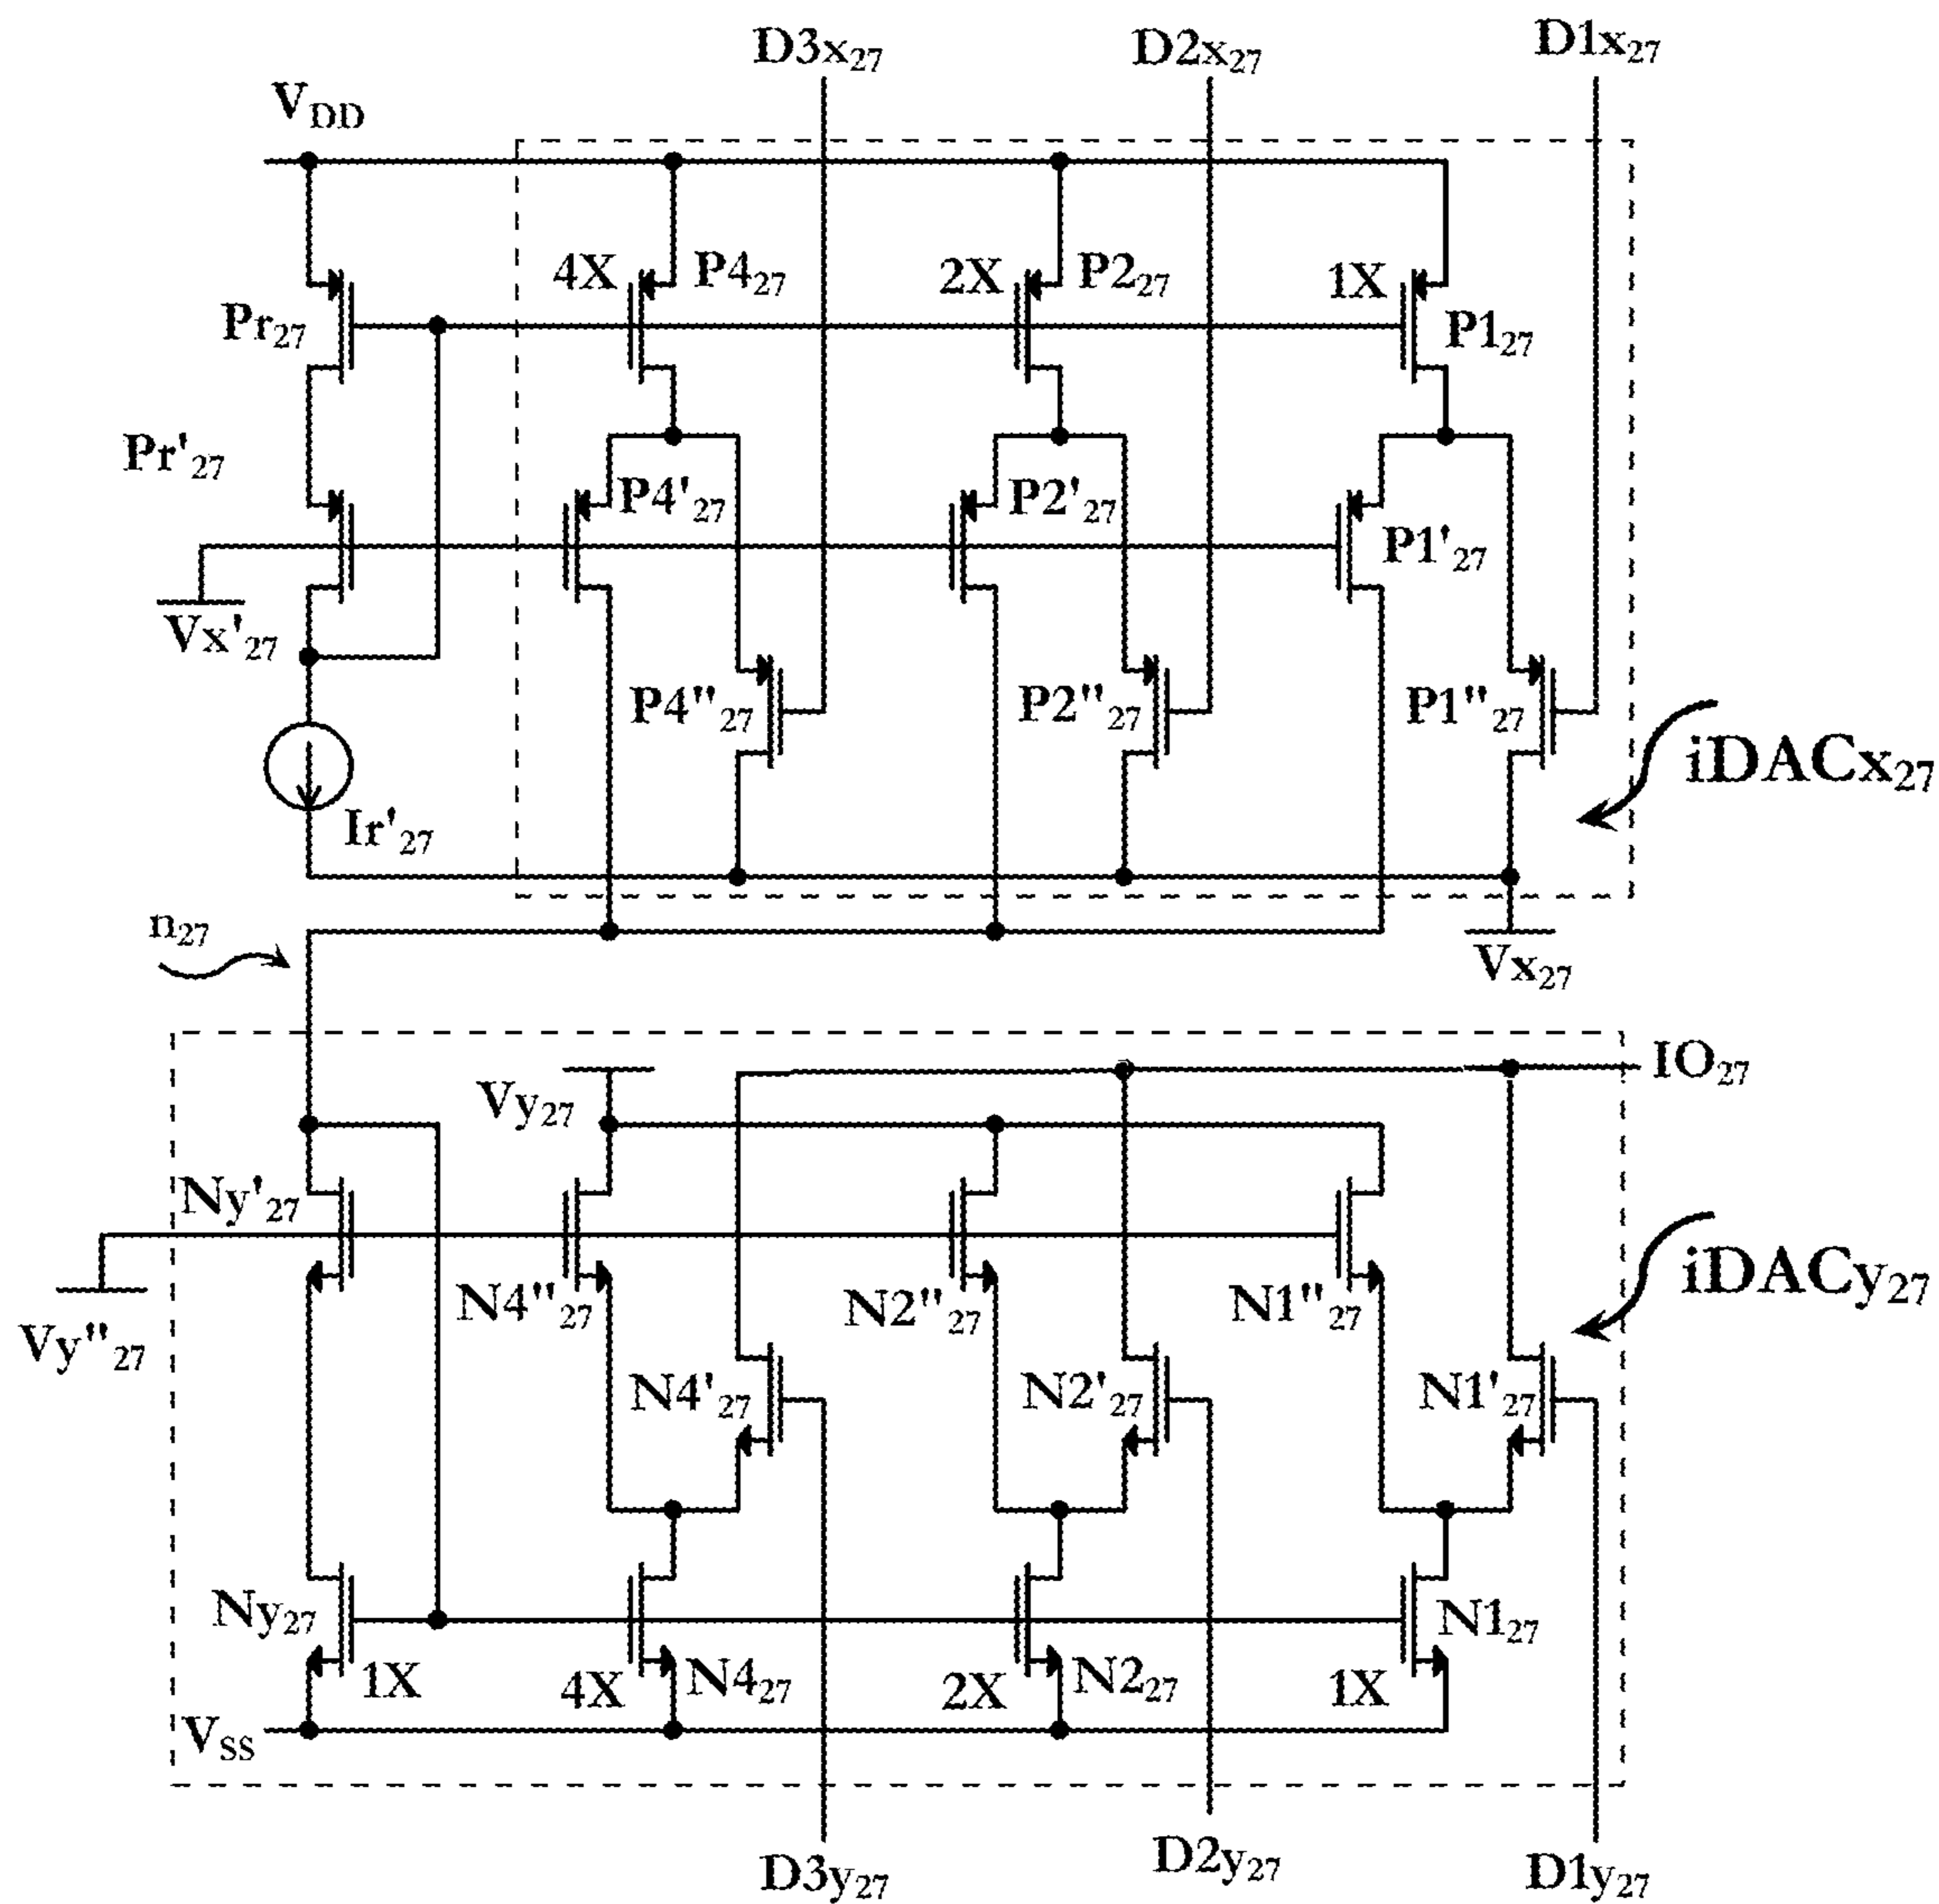 D3x27
D2x27
D1x27
VDD
4X
P427
2X
P227
1X
P127
Pr27
Pr'27
P4'27
P2'27
P1'27
Vx'27
P4"27
P2"27
P1"27
iDACx27
Ir'27
n27
Vx27
IO27
Vy27
Ny'27
iDACy27
N4"27
N2"27
N1"27
Vy"27
N4'27
N2'27
N1'27
Ny27
1X
4X
N427
2X
N227
1X
N127
VSS
D3y27
D2y27
D1y27